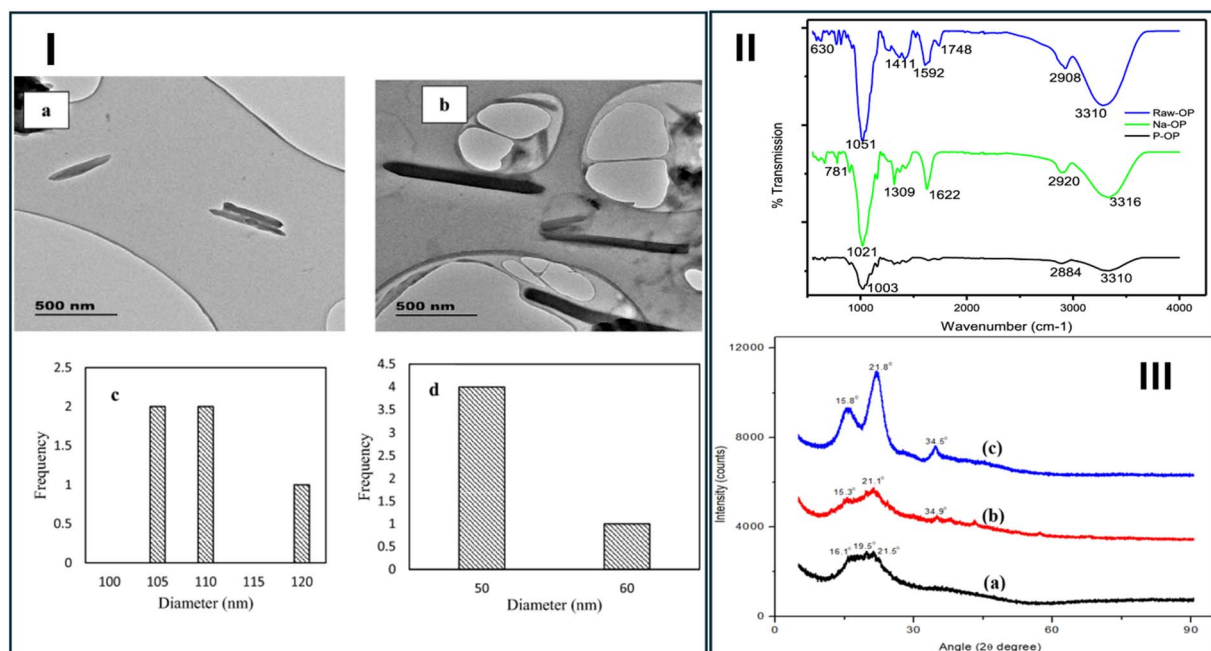 I
a
500 nm
b
500 nm
2.5
2
1.5
1
0.5
0
Frequency
c
100 105 110 115 120
Diameter (nm)
4.5
4
3.5
3
2.5
2
1.5
1
0.5
0
Frequency
d
50 60
Diameter (nm)
II
% Transmission
630
1051
1411
1592
1748
2908
3310
Raw-OP
Na-OP
P-OP
781
1021
1309
1622
2920
3316
1003
2884
3310
1000 2000 3000 4000
Wavenumber (cm-1)
III
12000
8000
4000
0
Intensity (counts)
15.8°
21.8°
34.5°
(c)
15.3°
21.1°
34.9°
(b)
16.1°
19.5°
21.5°
(a)
0 30 60 90
Angle (2θ degree)